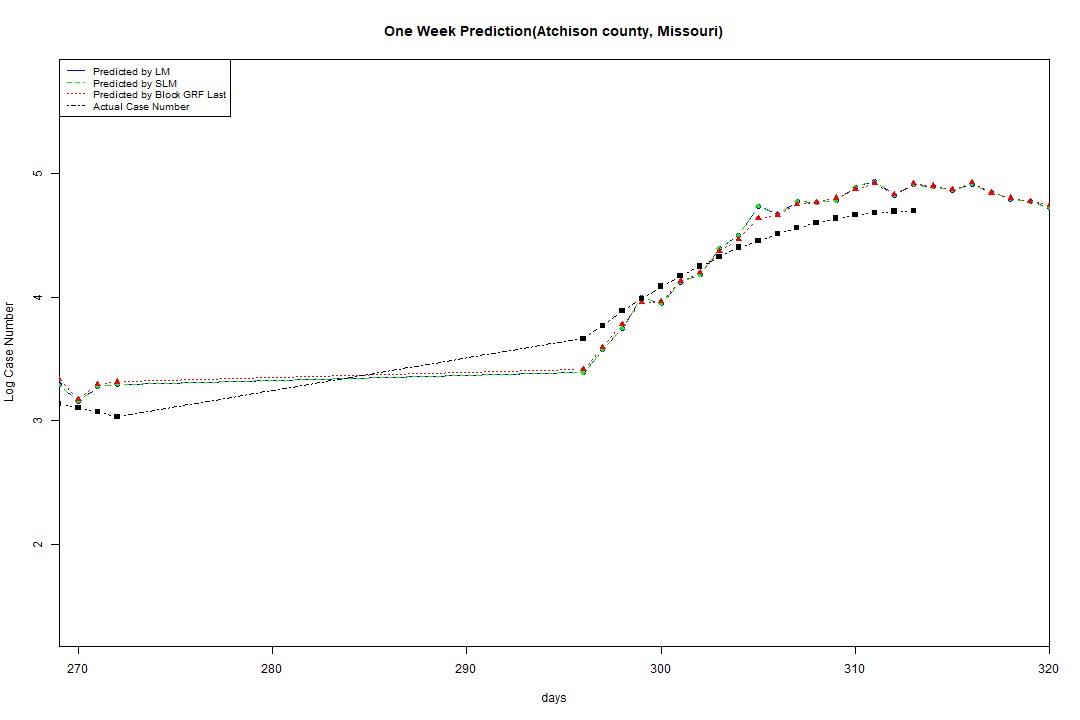 One Week Prediction(Atchison county, Missouri)
Predicted by LM
Predicted by SLM
Predicted by Block GRF Last
Actual Case Number
5
4
3
2
Log Case Number
270 280 290 300 310 320
days